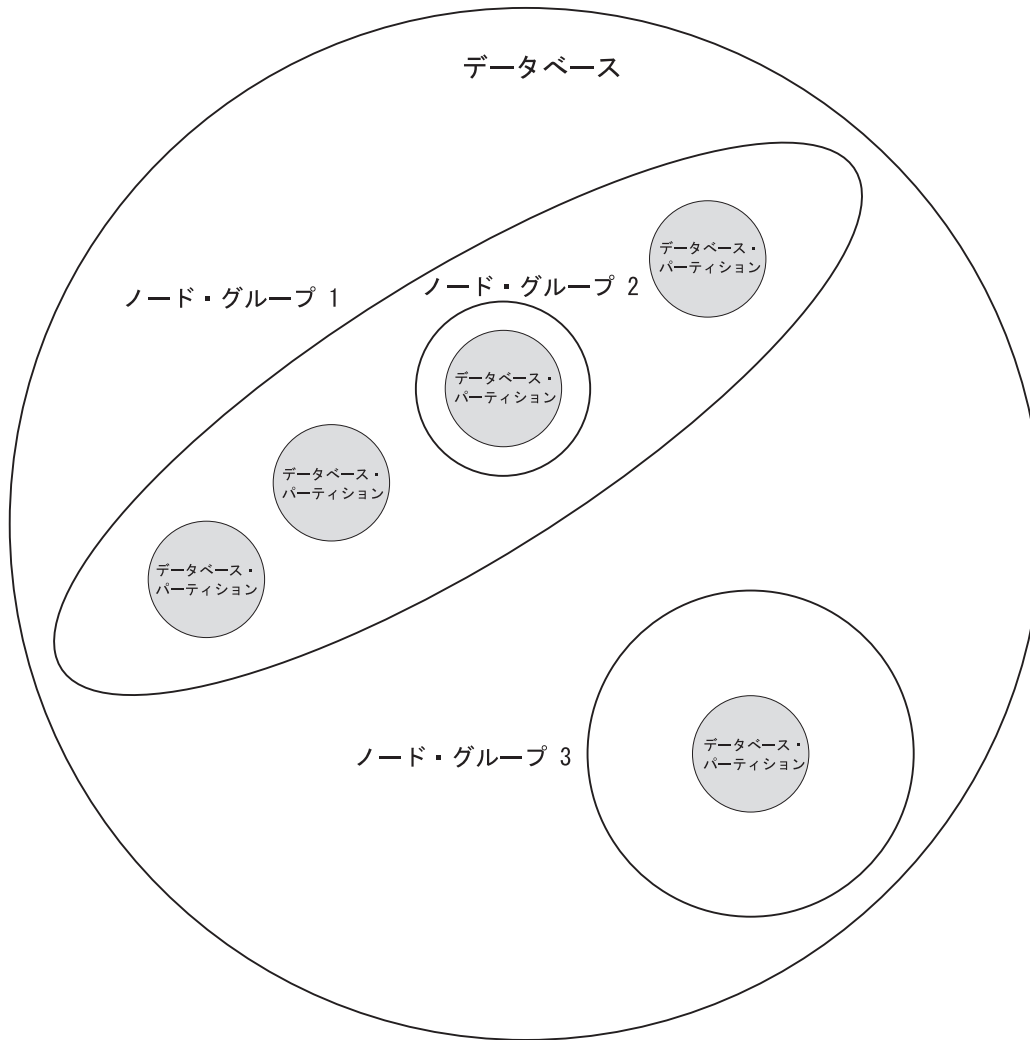 データベース
データベース・
パーティション
ノード・グループ 1
ノード・グループ 2
データベース・
パーティション
データベース・
パーティション
データベース・
パーティション
ノード・グループ 3
データベース・
パーティション